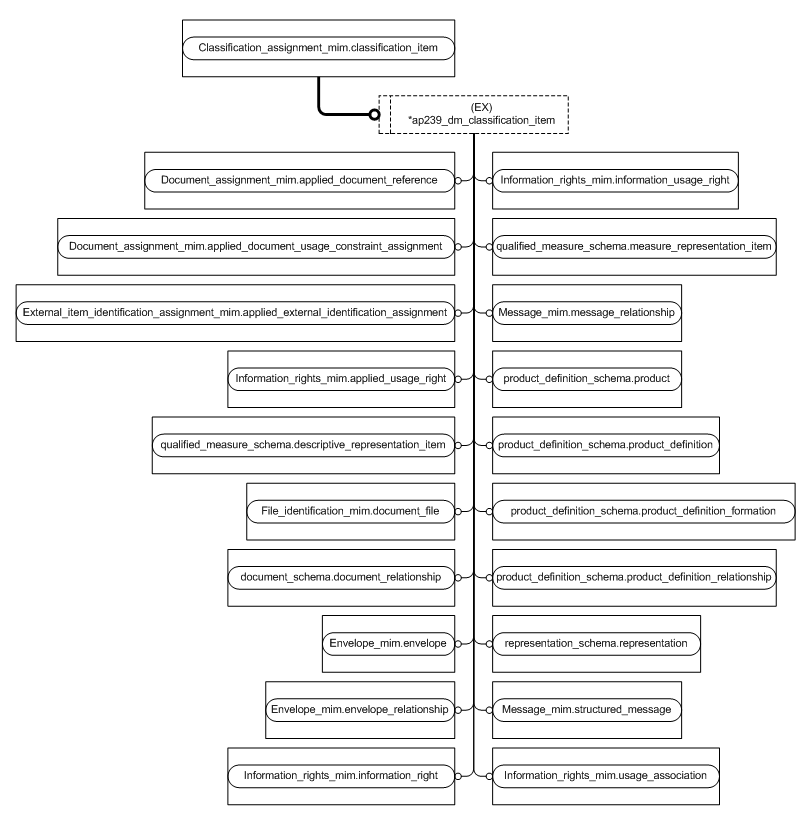 Classification_assignment_mim.classification_item
(EX)
*ap239_dm_classification_item
Document_assignment_mim.applied_document_reference
Information_rights_mim.information_usage_right
Document_assignment_mim.applied_document_usage_constraint_assignment
qualified_measure_schema.measure_representation_item
External_item_identification_assignment_mim.applied_external_identification_assignment
Message_mim.message_relationship
Information_rights_mim.applied_usage_right
product_definition_schema.product
qualified_measure_schema.descriptive_representation_item
product_definition_schema.product_definition
File_identification_mim.document_file
product_definition_schema.product_definition_formation
document_schema.document_relationship
product_definition_schema.product_definition_relationship
Envelope_mim.envelope
representation_schema.representation
Envelope_mim.envelope_relationship
Message_mim.structured_message
Information_rights_mim.information_right
Information_rights_mim.usage_association